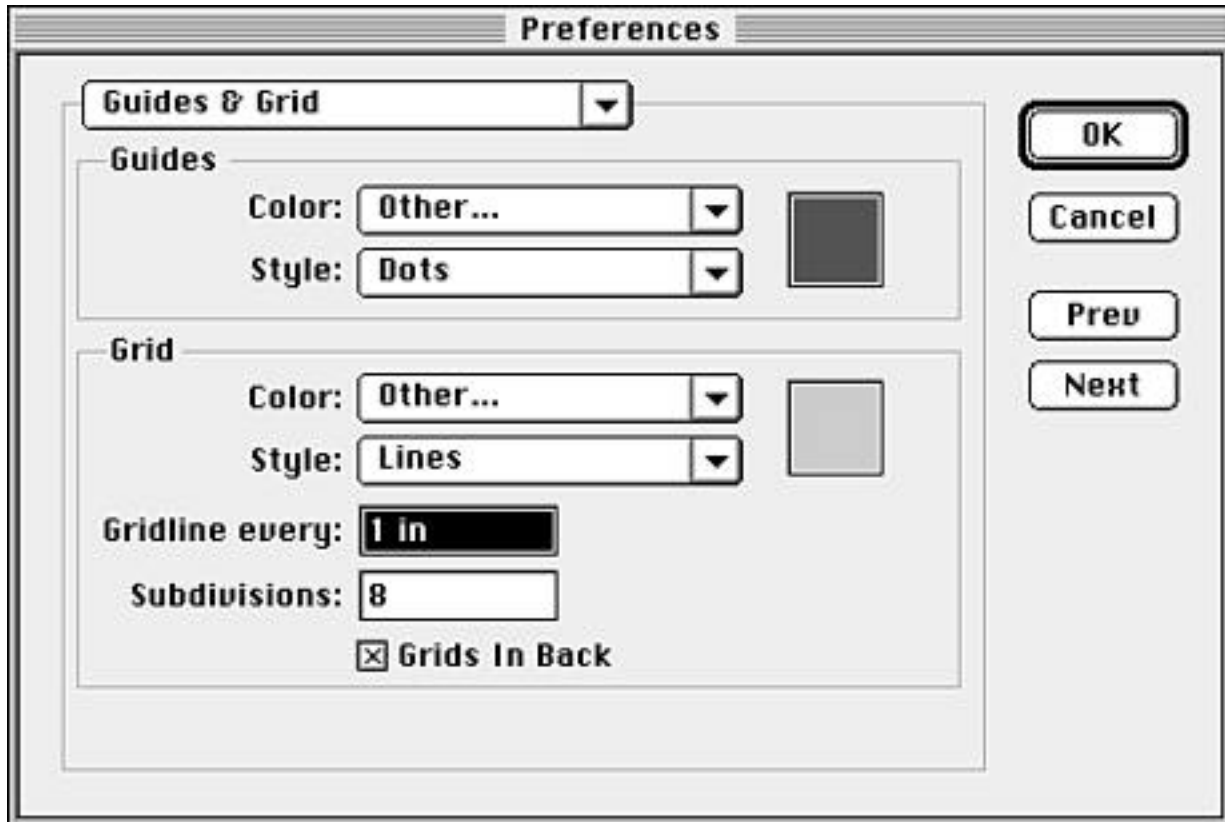 Preferences
Guides & Grid
OK
Guides
Color: Other...
Cancel
Style: Dots
Prev
Grid
Next
Color: Other...
Style: Lines
Gridline every: 1 in
Subdivisions: 8
Grids In Back